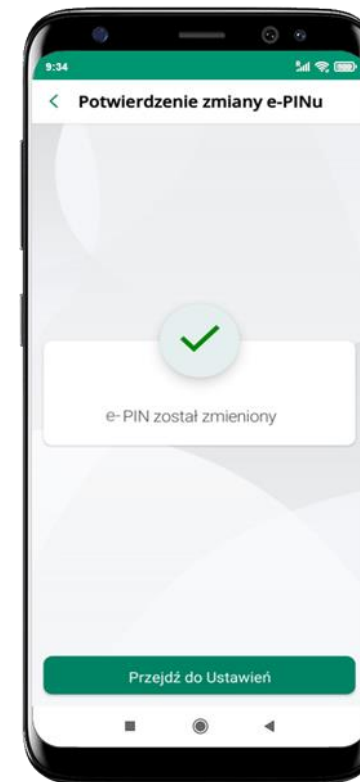 9:34
Potwierdzenie zmiany e-PINu
e-PIN został zmieniony
Przejdź do Ustawień